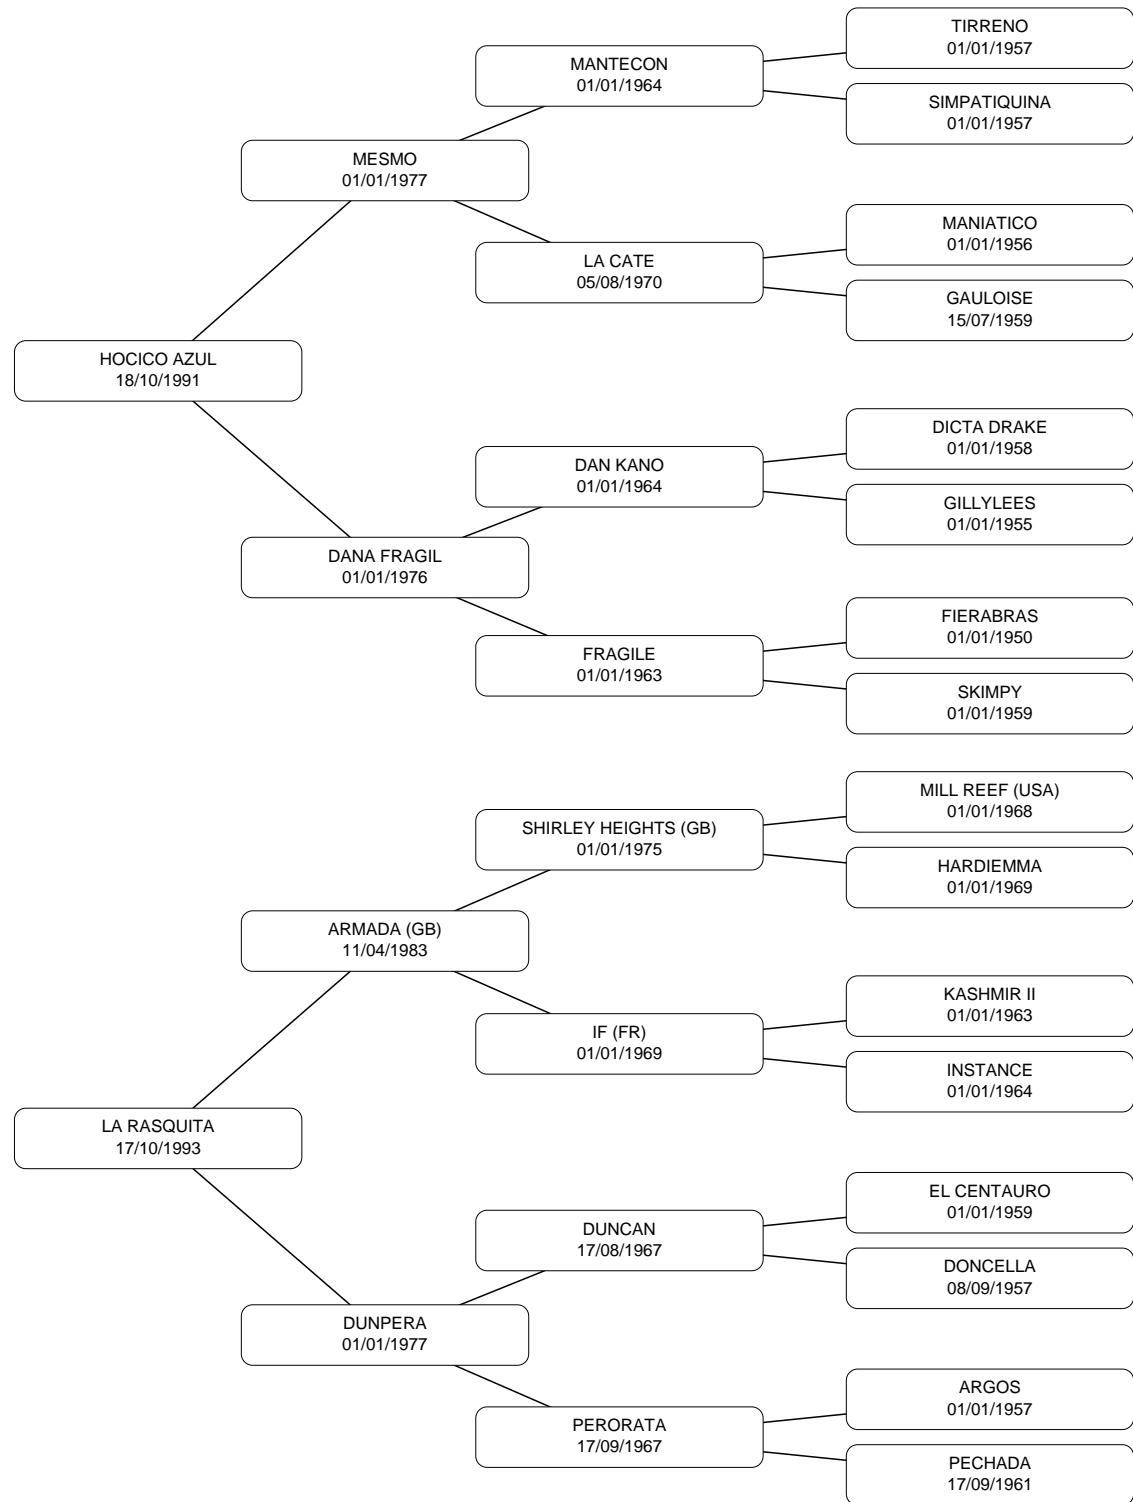 TIRRENO
01/01/1957
MANTECON
01/01/1964
SIMPATIQUINA
01/01/1957
MESMO
01/01/1977
MANIATICO
01/01/1956
LA CATE
05/08/1970
GAULOISE
15/07/1959
HOCICO AZUL
18/10/1991
DICTA DRAKE
01/01/1958
DAN KANO
01/01/1964
GILLYLEES
01/01/1955
DANA FRAGIL
01/01/1976
FIERABRAS
01/01/1950
FRAGILE
01/01/1963
SKIMPY
01/01/1959
MILL REEF (USA)
01/01/1968
SHIRLEY HEIGHTS (GB)
01/01/1975
HARDIEMMA
01/01/1969
ARMADA (GB)
11/04/1983
KASHMIR II
01/01/1963
IF (FR)
01/01/1969
INSTANCE
01/01/1964
LA RASQUITA
17/10/1993
EL CENTAURO
01/01/1959
DUNCAN
17/08/1967
DONCELLA
08/09/1957
DUNPERA
01/01/1977
ARGOS
01/01/1957
PERORATA
17/09/1967
PECHADA
17/09/1961